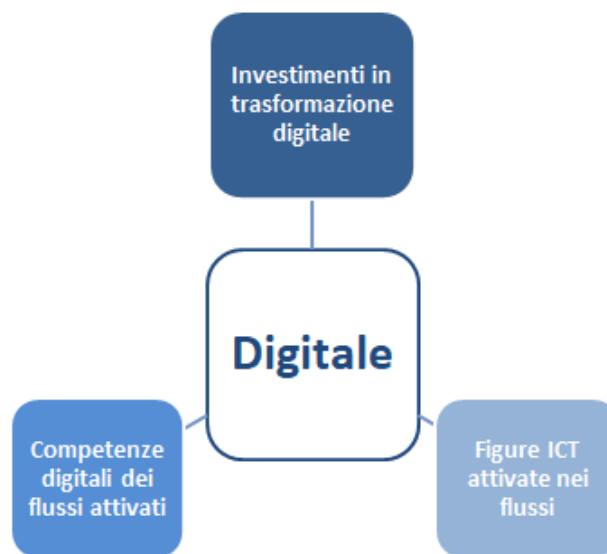 Investimenti in
trasformazione
digitale
Digitale
Competenze
digitali dei
flussi attivati
Figure ICT
attivate nei
flussi